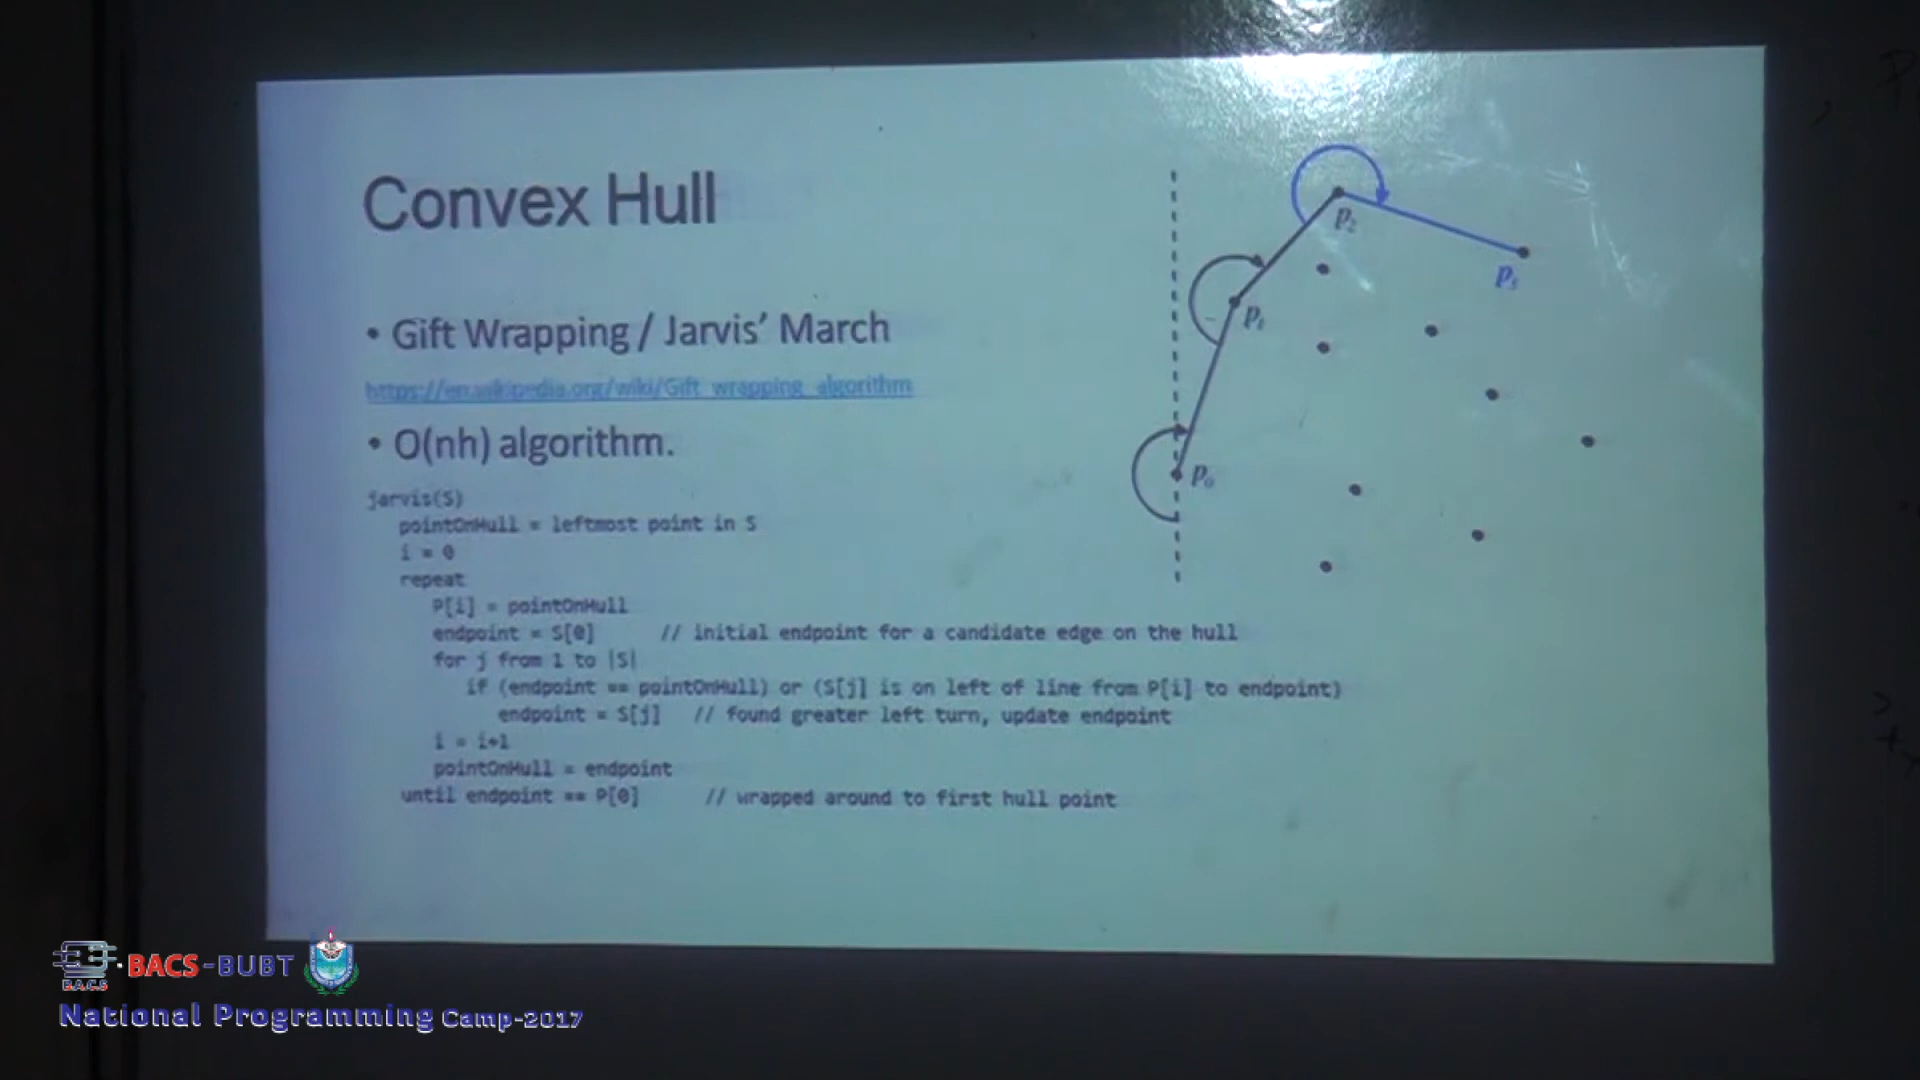 Convex Hull
• Gift Wrapping / Jarvis' March
https://en.wikipedia.org/wiki/Gift_wrapping_algorithm
• O(nh) algorithm.
jarvis(S)
pointOnHull = leftmost point in S
i = 0
repeat
P[i] = pointOnHull
endpoint = S[0] // initial endpoint for a candidate edge on the hull
for j from 1 to |S|
if (endpoint == pointOnHull) or (S[j] is on left of line from P[i] to endpoint)
endpoint = S[j] // found greater left turn, update endpoint
i = i+1
pointOnHull = endpoint
until endpoint == P[0] // wrapped around to first hull point
p2
p1
p0
B.A.C.S
BACS-BUBT
National Programming Camp-2017